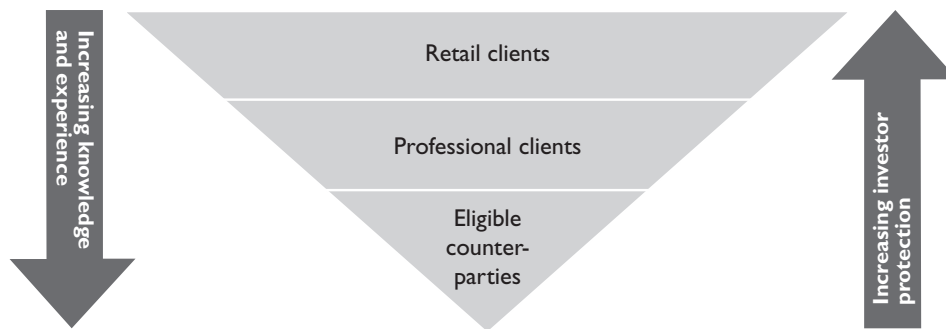 Increasing knowledge
and experience
Retail clients
Professional clients
Eligible
counter-
parties
Increasing investor
protection